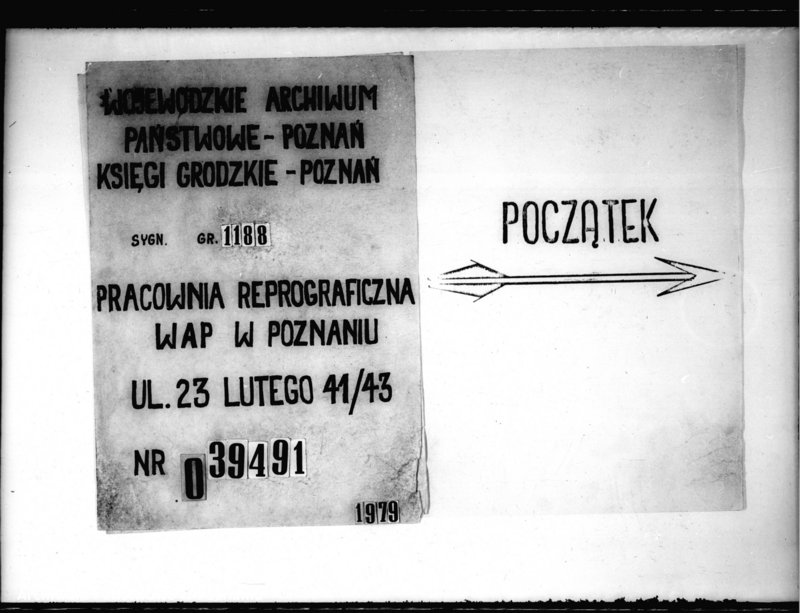 WOJEWÓDZKIE ARCHIWUM
PAŃSTWOWE - POZNAŃ
KSIĘGI GRODZKIE - POZNAŃ
SYGN. GR. 1188
PRACOWNIA REPROGRAFICZNA
WAP W POZNANIU
UL. 23 LUTEGO 41/43
NR 039491
1979
POCZĄTEK